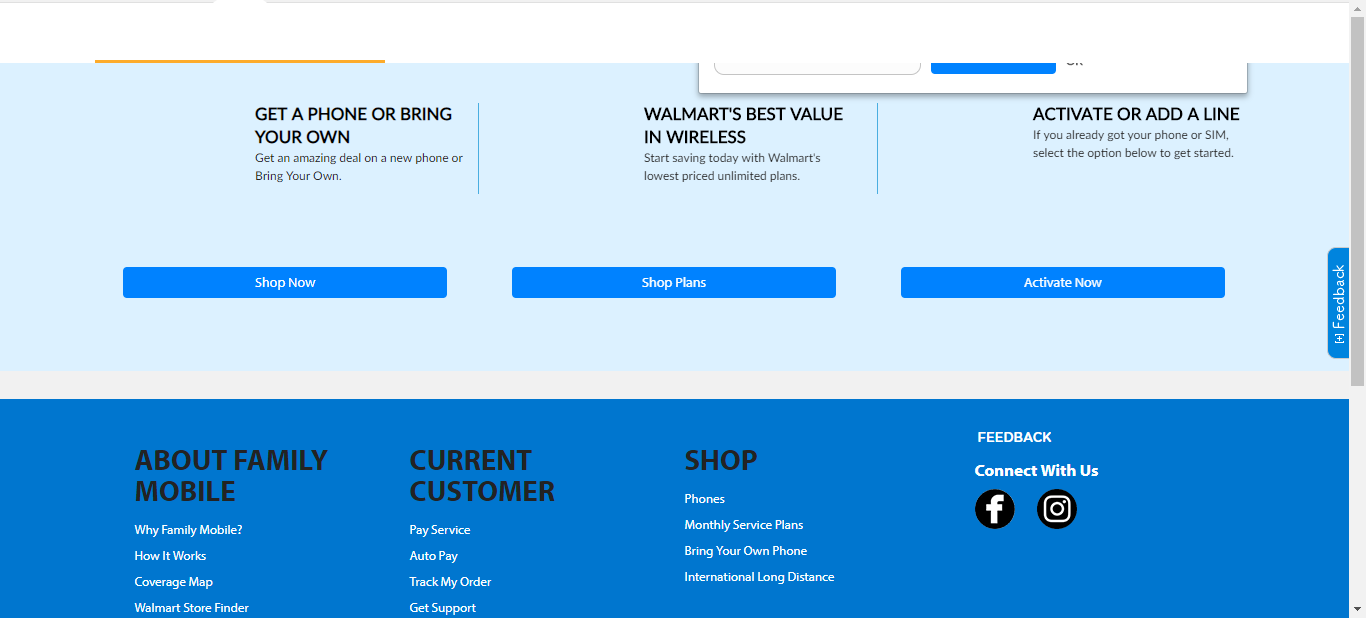 OR
GET A PHONE OR BRING
YOUR OWN
Get an amazing deal on a new phone or
Bring Your Own.
WALMART'S BEST VALUE
IN WIRELESS
Start saving today with Walmart's
lowest priced unlimited plans.
ACTIVATE OR ADD A LINE
If you already got your phone or SIM,
select the option below to get started.
Shop Now
Shop Plans
Activate Now
[+] Feedback
ABOUT FAMILY
MOBILE
Why Family Mobile?
How It Works
Coverage Map
Walmart Store Finder
CURRENT
CUSTOMER
Pay Service
Auto Pay
Track My Order
Get Support
SHOP
Phones
Monthly Service Plans
Bring Your Own Phone
International Long Distance
FEEDBACK
Connect With Us